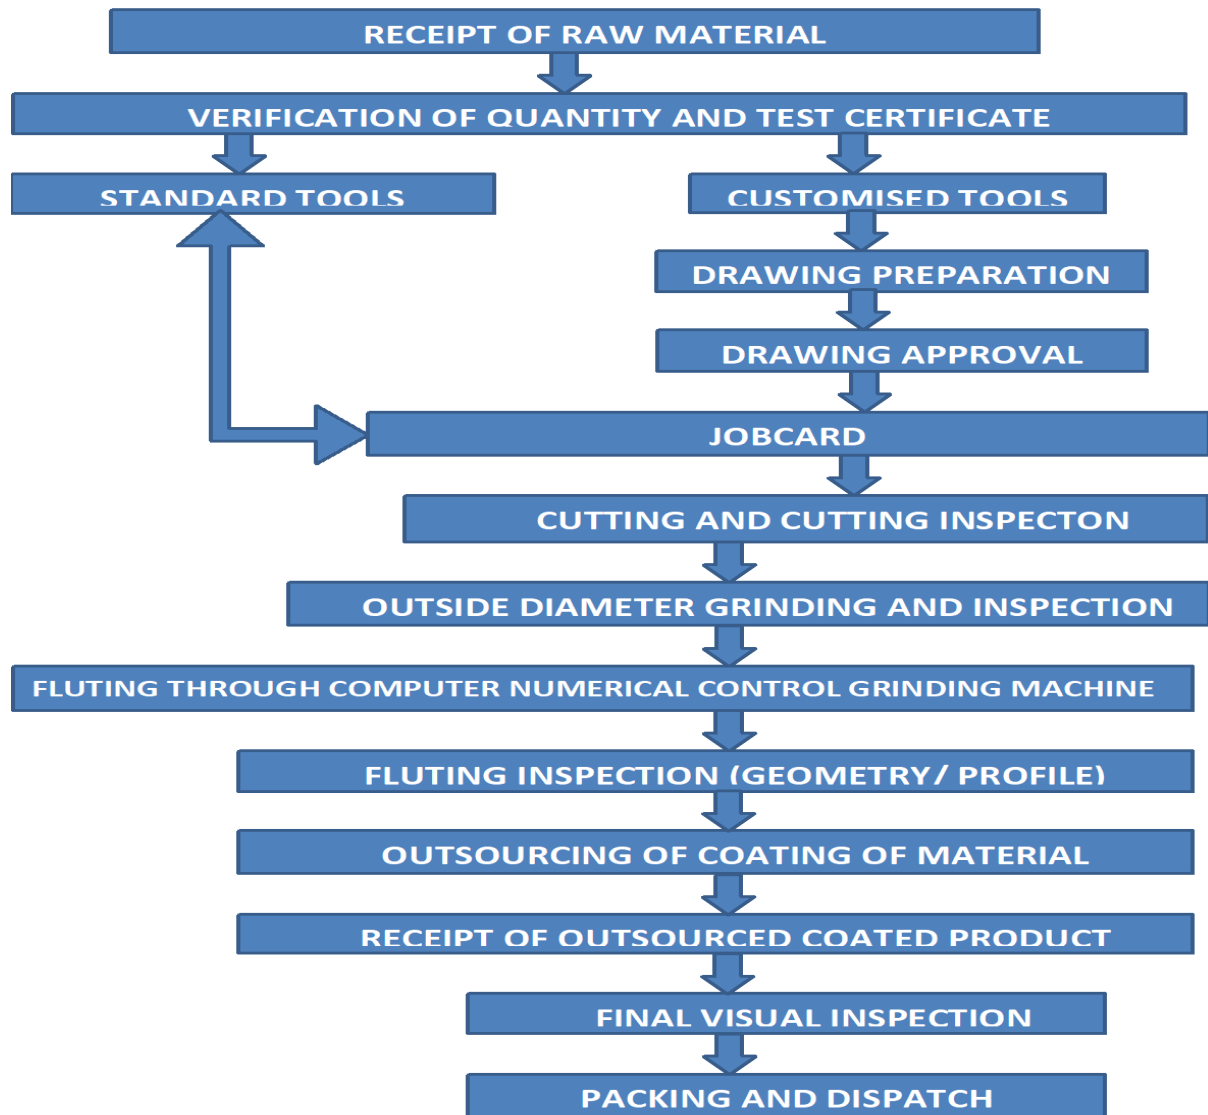 RECEIPT OF RAW MATERIAL
VERIFICATION OF QUANTITY AND TEST CERTIFICATE
STANDARD TOOLS
CUSTOMISED TOOLS
DRAWING PREPARATION
DRAWING APPROVAL
JOBCARD
CUTTING AND CUTTING INSPECTON
OUTSIDE DIAMETER GRINDING AND INSPECTION
FLUTING THROUGH COMPUTER NUMERICAL CONTROL GRINDING MACHINE
FLUTING INSPECTION (GEOMETRY/ PROFILE)
OUTSOURCING OF COATING OF MATERIAL
RECEIPT OF OUTSOURCED COATED PRODUCT
FINAL VISUAL INSPECTION
PACKING AND DISPATCH